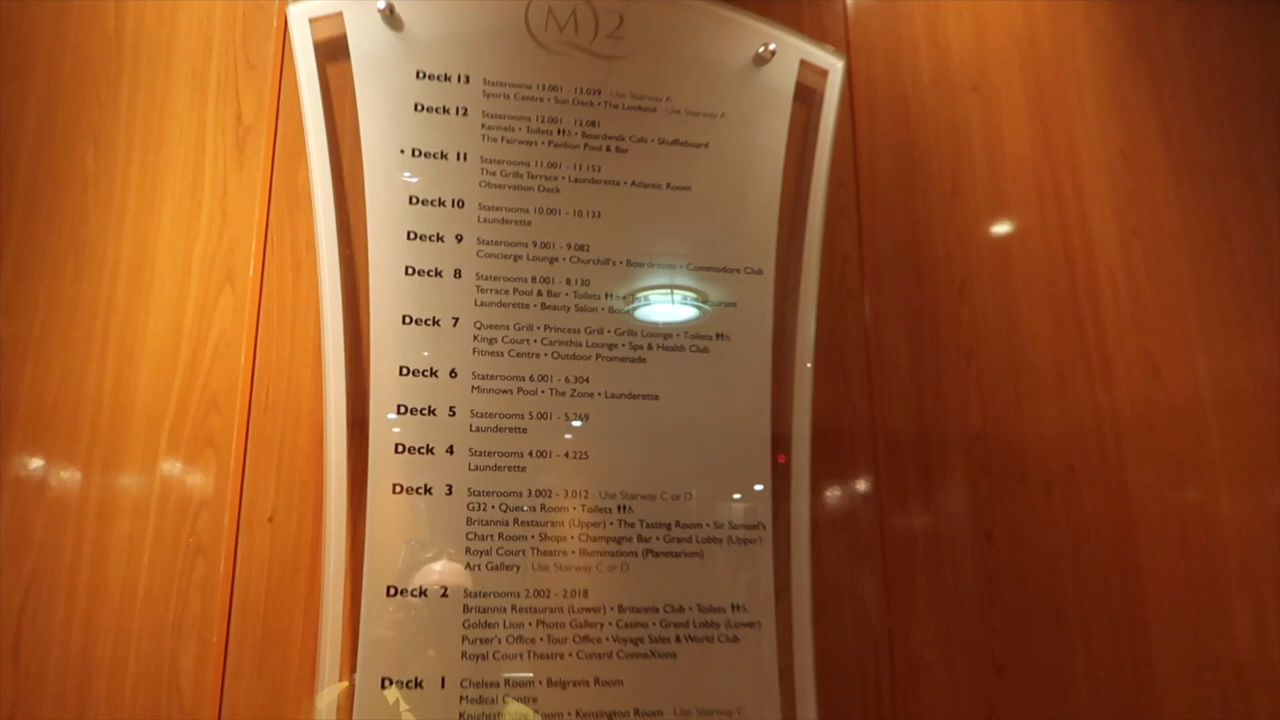 QM2
Deck 13 Staterooms 13.001 - 13.039 - Use Stairway A
Sports Centre • Sun Deck • The Lookout - Use Stairway A
Deck 12 Staterooms 12.001 - 12.081
Kennels • Toilets • Boardwalk Café • Shuffleboard
The Fairways • Pavilion Pool & Bar
• Deck 11 Staterooms 11.001 - 11.153
The Grills Terrace • Launderette • Atlantic Room
Observation Deck
Deck 10 Staterooms 10.001 - 10.133
Launderette
Deck 9 Staterooms 9.001 - 9.082
Concierge Lounge • Churchill's • Boardroom • Commodore Club
Deck 8 Staterooms 8.001 - 8.130
Terrace Pool & Bar • Toilets •
Launderette • Beauty Salon •
Deck 7 Queens Grill • Princess Grill • Grills Lounge • Toilets
Kings Court • Carinthia Lounge • Spa & Health Club
Fitness Centre • Outdoor Promenade
Deck 6 Staterooms 6.001 - 6.304
Minnows Pool • The Zone • Launderette
Deck 5 Staterooms 5.001 - 5.269
Launderette
Deck 4 Staterooms 4.001 - 4.225
Launderette
Deck 3 Staterooms 3.002 - 3.012 - Use Stairway C or D
G32 • Queens Room • Toilets
Britannia Restaurant (Upper) • The Tasting Room • Sir Samuel's
Chart Room • Shops • Champagne Bar • Grand Lobby (Upper)
Royal Court Theatre • Illuminations (Planetarium)
Art Gallery - Use Stairway C or D
Deck 2 Staterooms 2.002 - 2.018
Britannia Restaurant (Lower) • Britannia Club • Toilets
Golden Lion • Photo Gallery • Casino • Grand Lobby (Lower)
Purser's Office • Tour Office • Voyage Sales & World Club
Royal Court Theatre • Cunard ConneXions
Deck 1 Chelsea Room • Belgravia Room
Medical Centre
Knightsbridge Room • Kensington Room - Use Stairway C